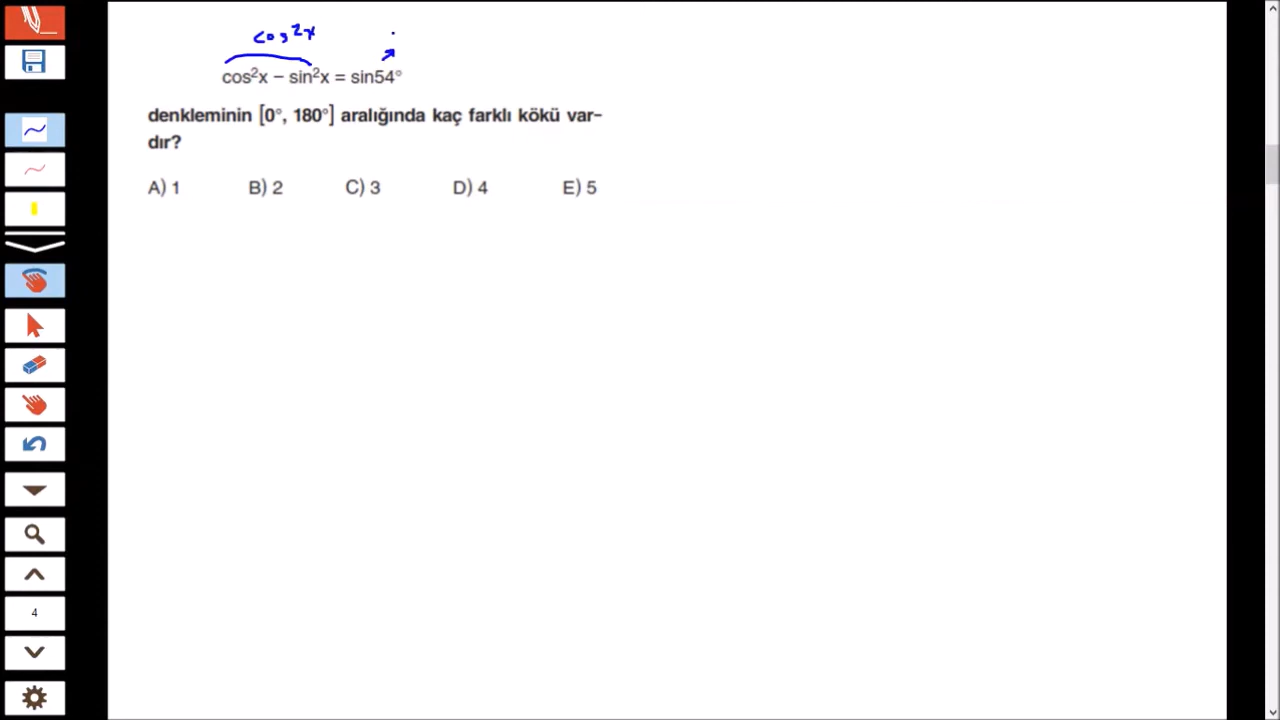 cos2x
cos²x – sin²x = sin54°
denkleminin [0°, 180°] aralığında kaç farklı kökü var–
dır?
A) 1 B) 2 C) 3 D) 4 E) 5
4